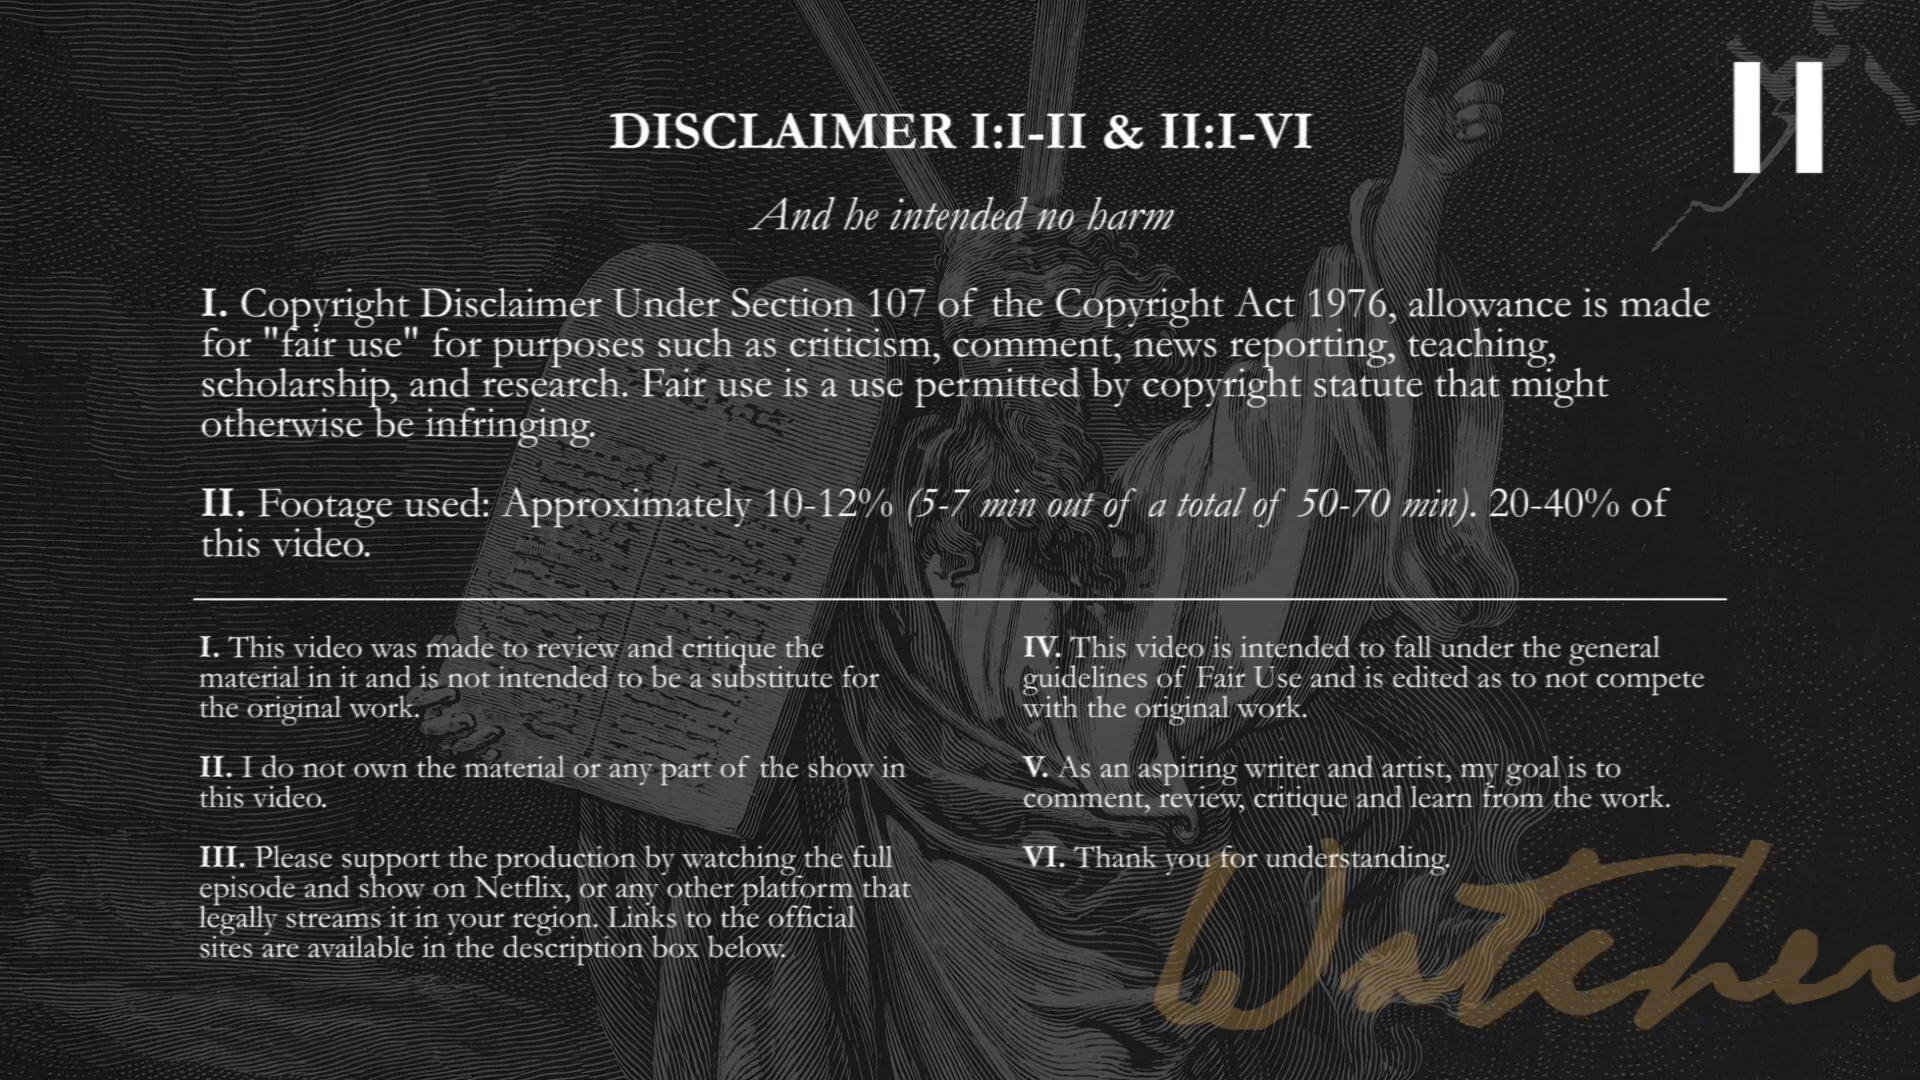 DISCLAIMER I:I-II & II:I-VI
And he intended no harm
I. Copyright Disclaimer Under Section 107 of the Copyright Act 1976, allowance is made
for "fair use" for purposes such as criticism, comment, news reporting, teaching,
scholarship, and research. Fair use is a use permitted by copyright statute that might
otherwise be infringing.
II. Footage used: Approximately 10-12% (5-7 min out of a total of 50-70 min). 20-40% of
this video.
I. This video was made to review and critique the
material in it and is not intended to be a substitute for
the original work.
II. I do not own the material or any part of the show in
this video.
III. Please support the production by watching the full
episode and show on Netflix, or any other platform that
legally streams it in your region. Links to the official
sites are available in the description box below.
IV. This video is intended to fall under the general
guidelines of Fair Use and is edited as to not compete
with the original work.
V. As an aspiring writer and artist, my goal is to
comment, review, critique and learn from the work.
VI. Thank you for understanding.
Watcher